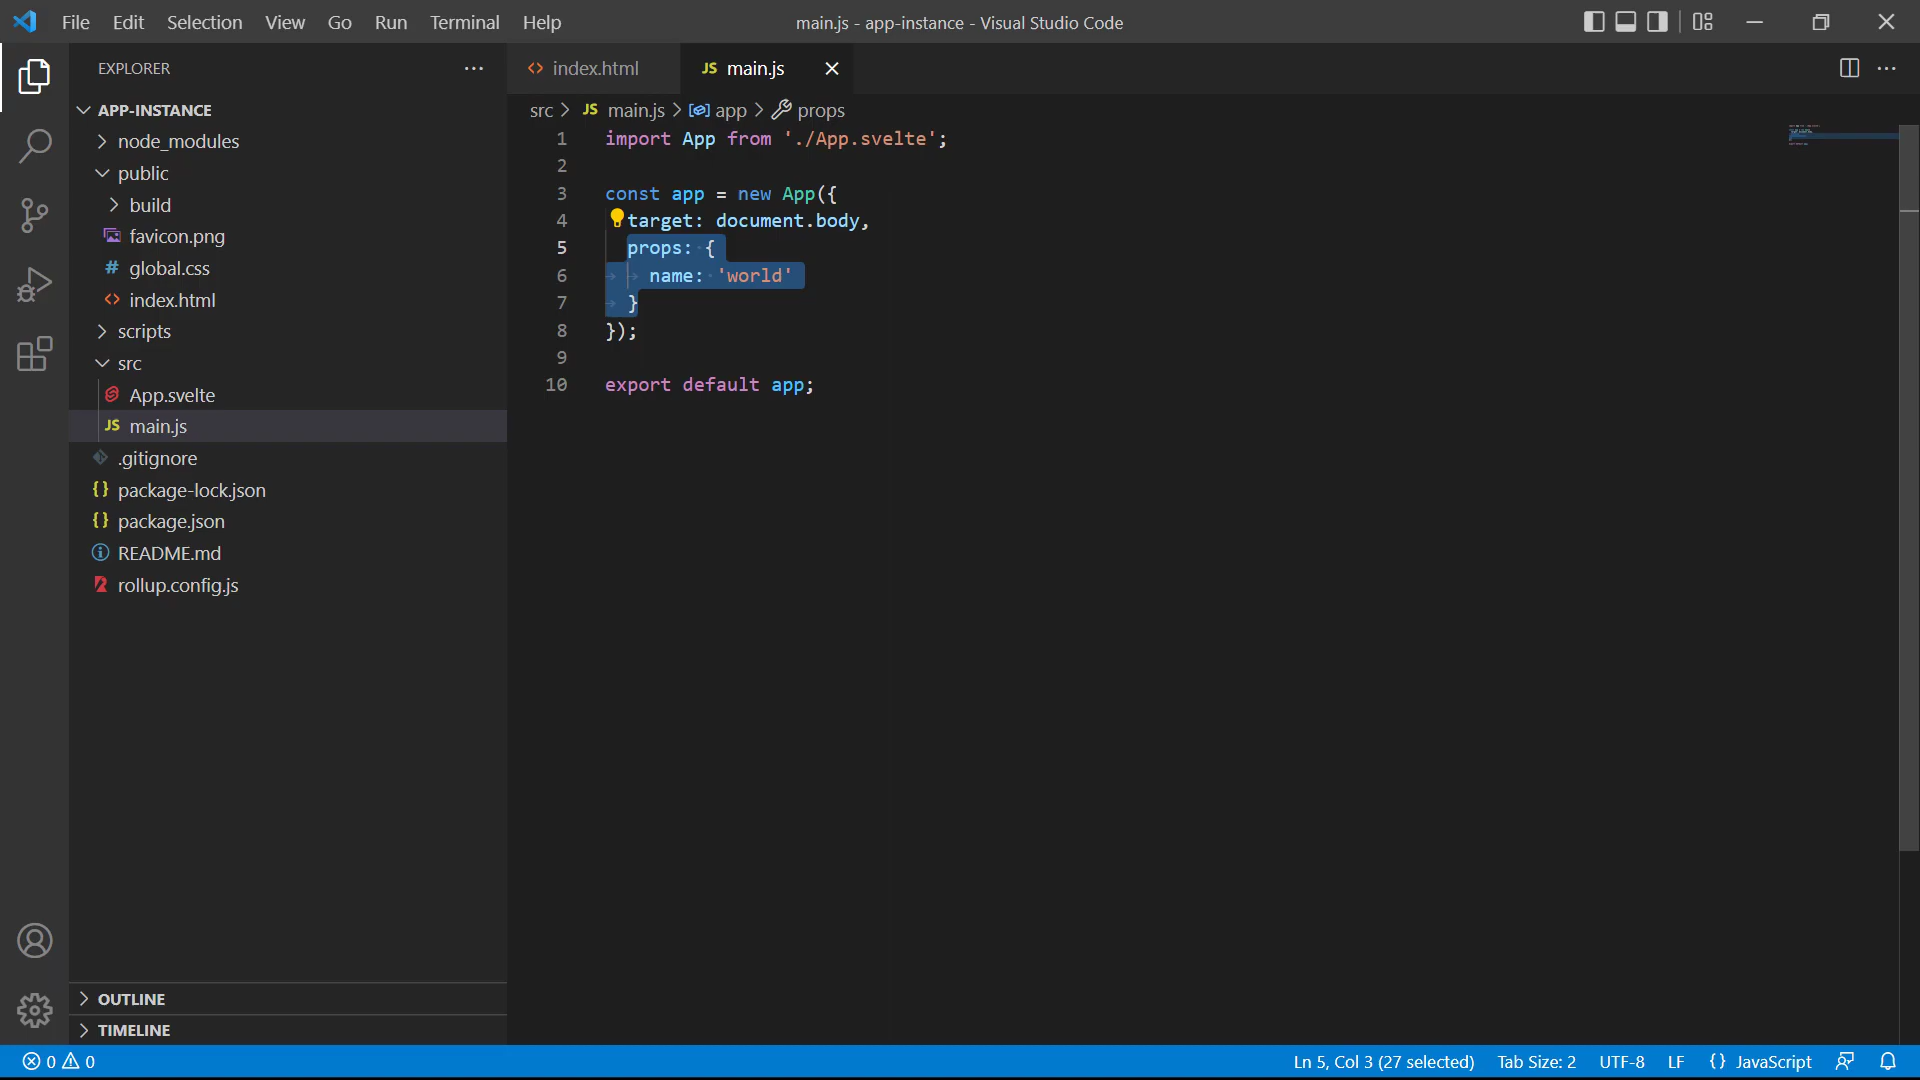 File Edit Selection View Go Run Terminal Help
main.js - app-instance - Visual Studio Code
EXPLORER
APP-INSTANCE
node_modules
public
build
favicon.png
# global.css
<> index.html
scripts
src
App.svelte
JS main.js
.gitignore
{} package-lock.json
{} package.json
README.md
rollup.config.js
OUTLINE
TIMELINE
<> index.html
JS main.js
src > JS main.js > app > props
1 import App from './App.svelte';
2
3 const app = new App({
4 target: document.body,
5 props: {
6 name: 'world'
7 }
8 });
9
10 export default app;
0 0
Ln 5, Col 3 (27 selected) Tab Size: 2 UTF-8 LF {} JavaScript